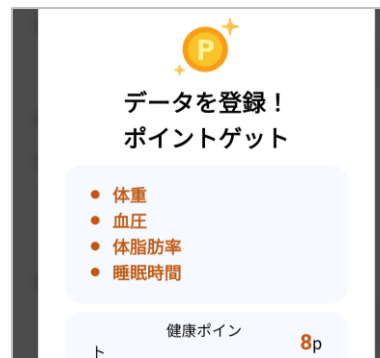 P
データを登録！
ポイントゲット
● 体重
● 血圧
● 体脂肪率
● 睡眠時間
健康ポイン
ト
8p